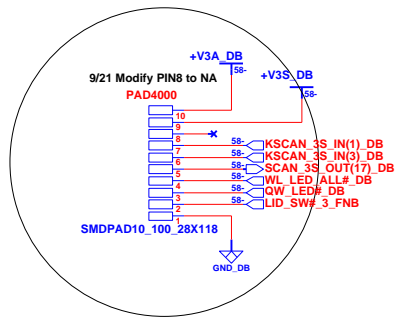 +V3A_DB
58-
+V3S_DB
58-
9/21 Modify PIN8 to NA
PAD4000
10
9
8
58- KSCAN_3S_IN(1)_DB
7
58- KSCAN_3S_IN(3)_DB
6
58- SCAN_3S_OUT(17)_DB
5
58- WL_LED_ALL#_DB
4
58- QW_LED#_DB
3
58- LID_SW#_3_FNB
2
1
SMDPAD10_100_28X118
GND_DB